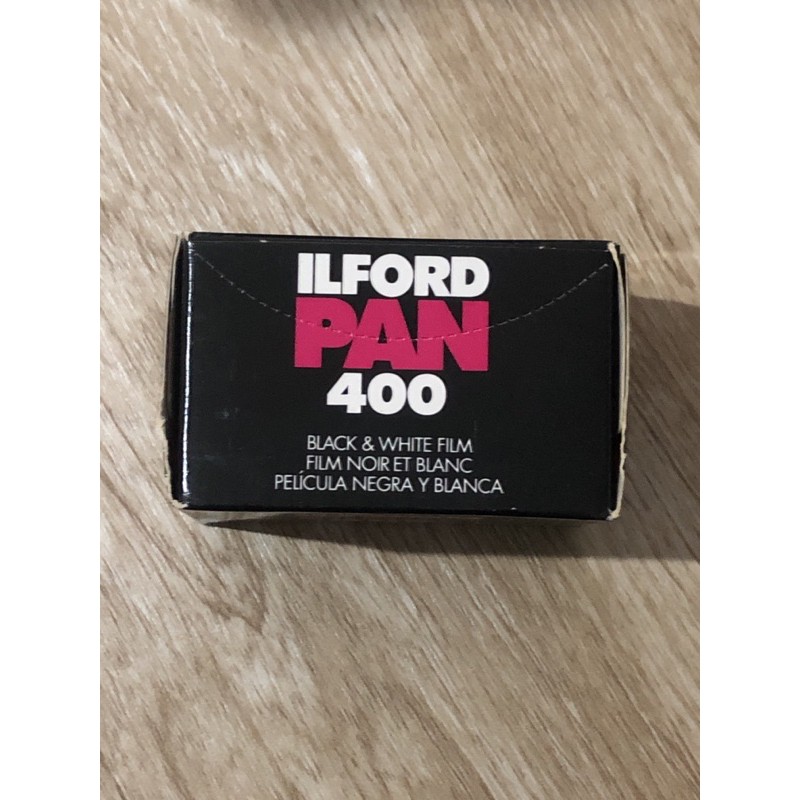 ILFORD
PAN
400
BLACK & WHITE FILM
FILM NOIR ET BLANC
PELÍCULA NEGRA Y BLANCA